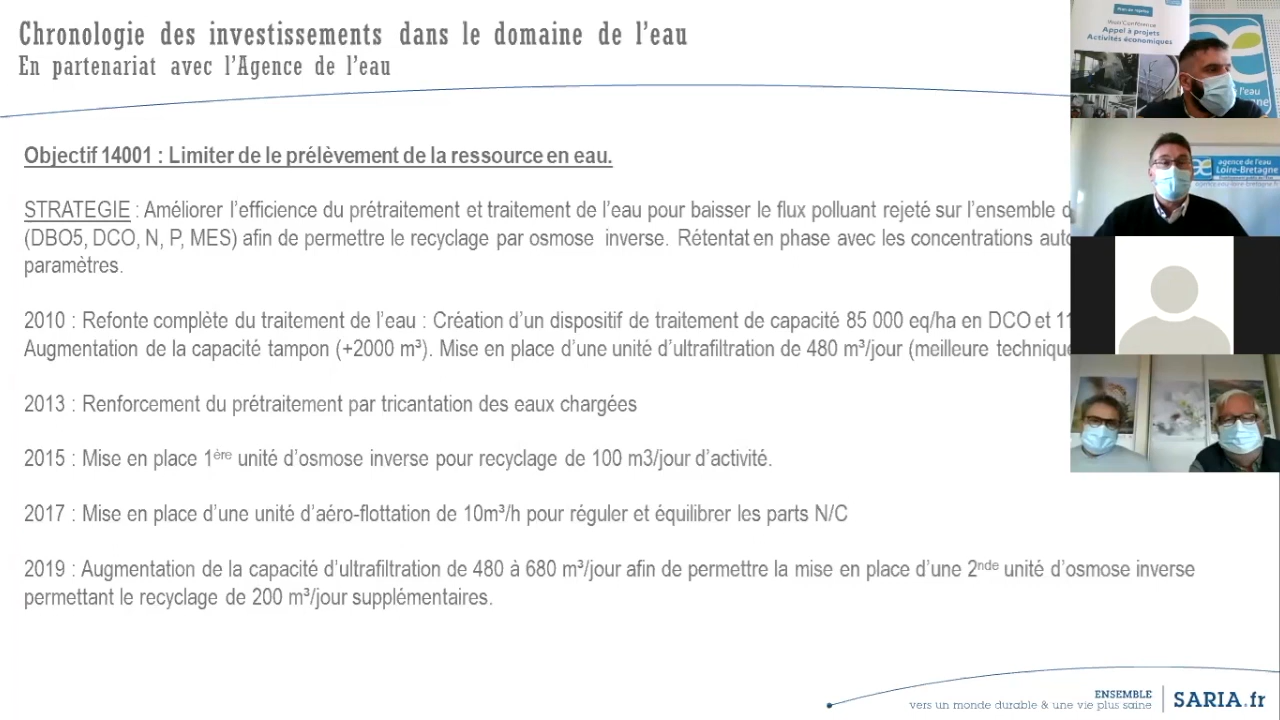 Chronologie des investissements dans le domaine de l'eau
En partenariat avec l'Agence de l'eau
Objectif 14001 : Limiter de le prélèvement de la ressource en eau.
STRATEGIE : Améliorer l'efficience du prétraitement et traitement de l'eau pour baisser le flux polluant rejeté sur l'ensemble
(DBO5, DCO, N, P, MES) afin de permettre le recyclage par osmose inverse. Rétentat en phase avec les concentrations
paramètres.
2010 : Refonte complète du traitement de l'eau : Création d'un dispositif de traitement de capacité 85 000 eq/ha en DCO et
Augmentation de la capacité tampon (+2000 m³). Mise en place d'une unité d'ultrafiltration de 480 m³/jour (meilleure technique
2013 : Renforcement du prétraitement par tricantation des eaux chargées
2015 : Mise en place 1ère unité d'osmose inverse pour recyclage de 100 m3/jour d'activité.
2017 : Mise en place d'une unité d'aéro-flottation de 10m³/h pour réguler et équilibrer les parts N/C
2019 : Augmentation de la capacité d'ultrafiltration de 480 à 680 m³/jour afin de permettre la mise en place d'une 2nde unité d'osmose inverse
permettant le recyclage de 200 m³/jour supplémentaires.
Appel à projets
Activités économiques
l'eau
agence de l'eau
Loire-Bretagne
ENSEMBLE
vers un monde durable & une vie plus saine
SARIA.fr